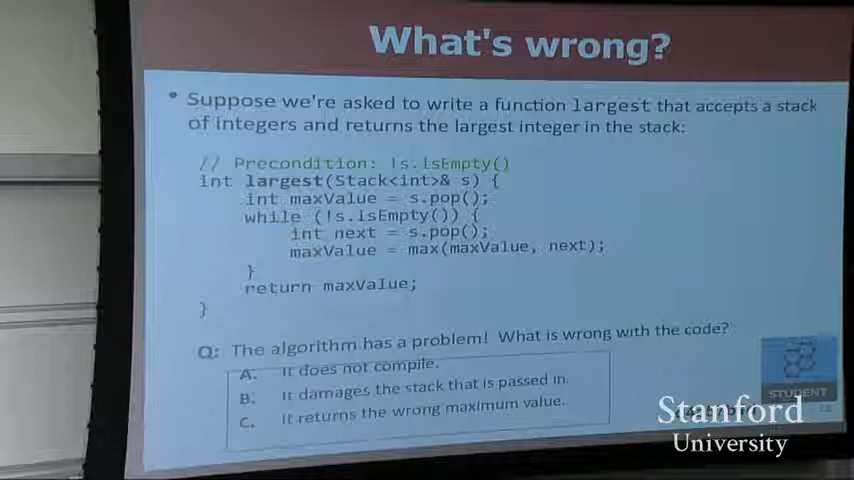 What's wrong?
• Suppose we're asked to write a function largest that accepts a stack
of integers and returns the largest integer in the stack:
// Precondition: !s.isEmpty()
int largest(Stack<int>& s) {
int maxValue = s.pop();
while (!s.isEmpty()) {
int next = s.pop();
maxValue = max(maxValue, next);
}
return maxValue;
}
Q: The algorithm has a problem! What is wrong with the code?
A. It does not compile.
B. It damages the stack that is passed in.
C. It returns the wrong maximum value.
STUDENT
Stanford
University